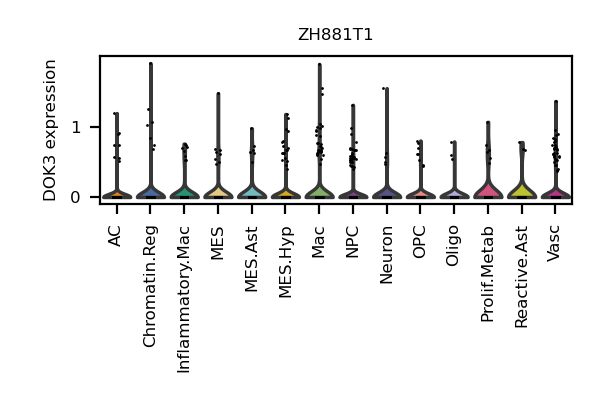 ZH881T1
DOK3 expression
1
0
AC
Chromatin.Reg
Inflammatory.Mac
MES
MES.Ast
MES.Hyp
Mac
NPC
Neuron
OPC
Oligo
Prolif.Metab
Reactive.Ast
Vasc